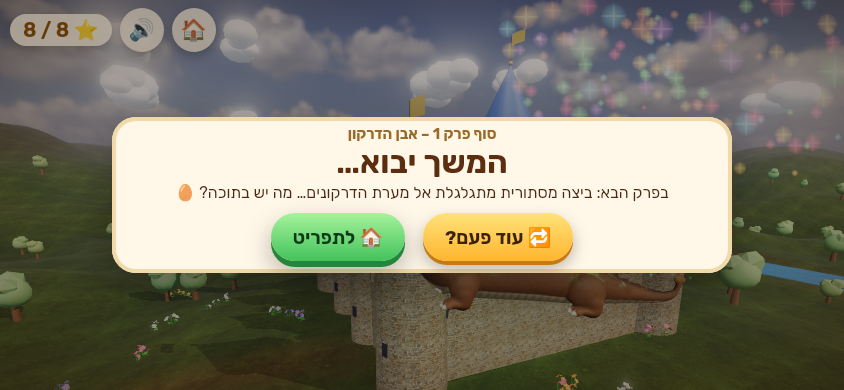 8 / 8
סוף פרק 1 – אבן הדרקון
המשך יבוא...
בפרק הבא: ביצה מסתורית מתגלגלת אל מערת הדרקונים... מה יש בתוכה?
עוד פעם?
לתפריט